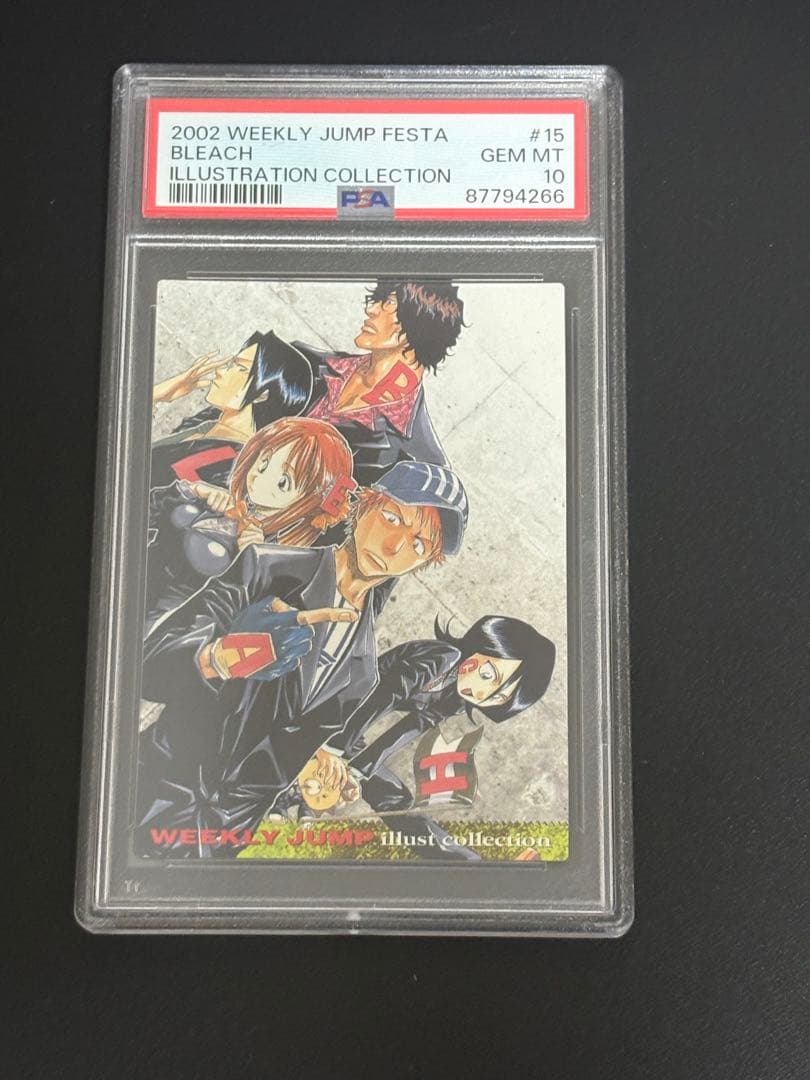 2002 WEEKLY JUMP FESTA #15
BLEACH GEM MT
ILLUSTRATION COLLECTION 10
PSA 87794266
B
L
E
A
C
H
WEEKLY JUMP illust collection